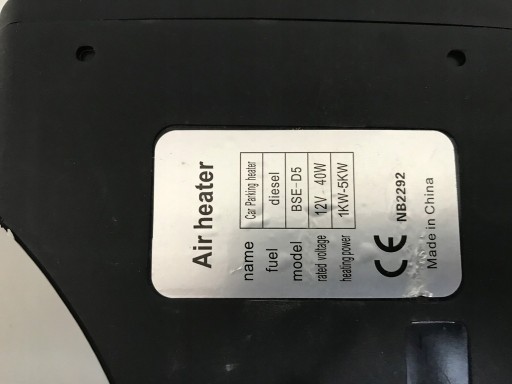 Air heater
name Car Parking heater
fuel diesel
model BSE-D5
rated voltage 12V 40W
heating power 1KW-5KW
CE NB2292
Made in China